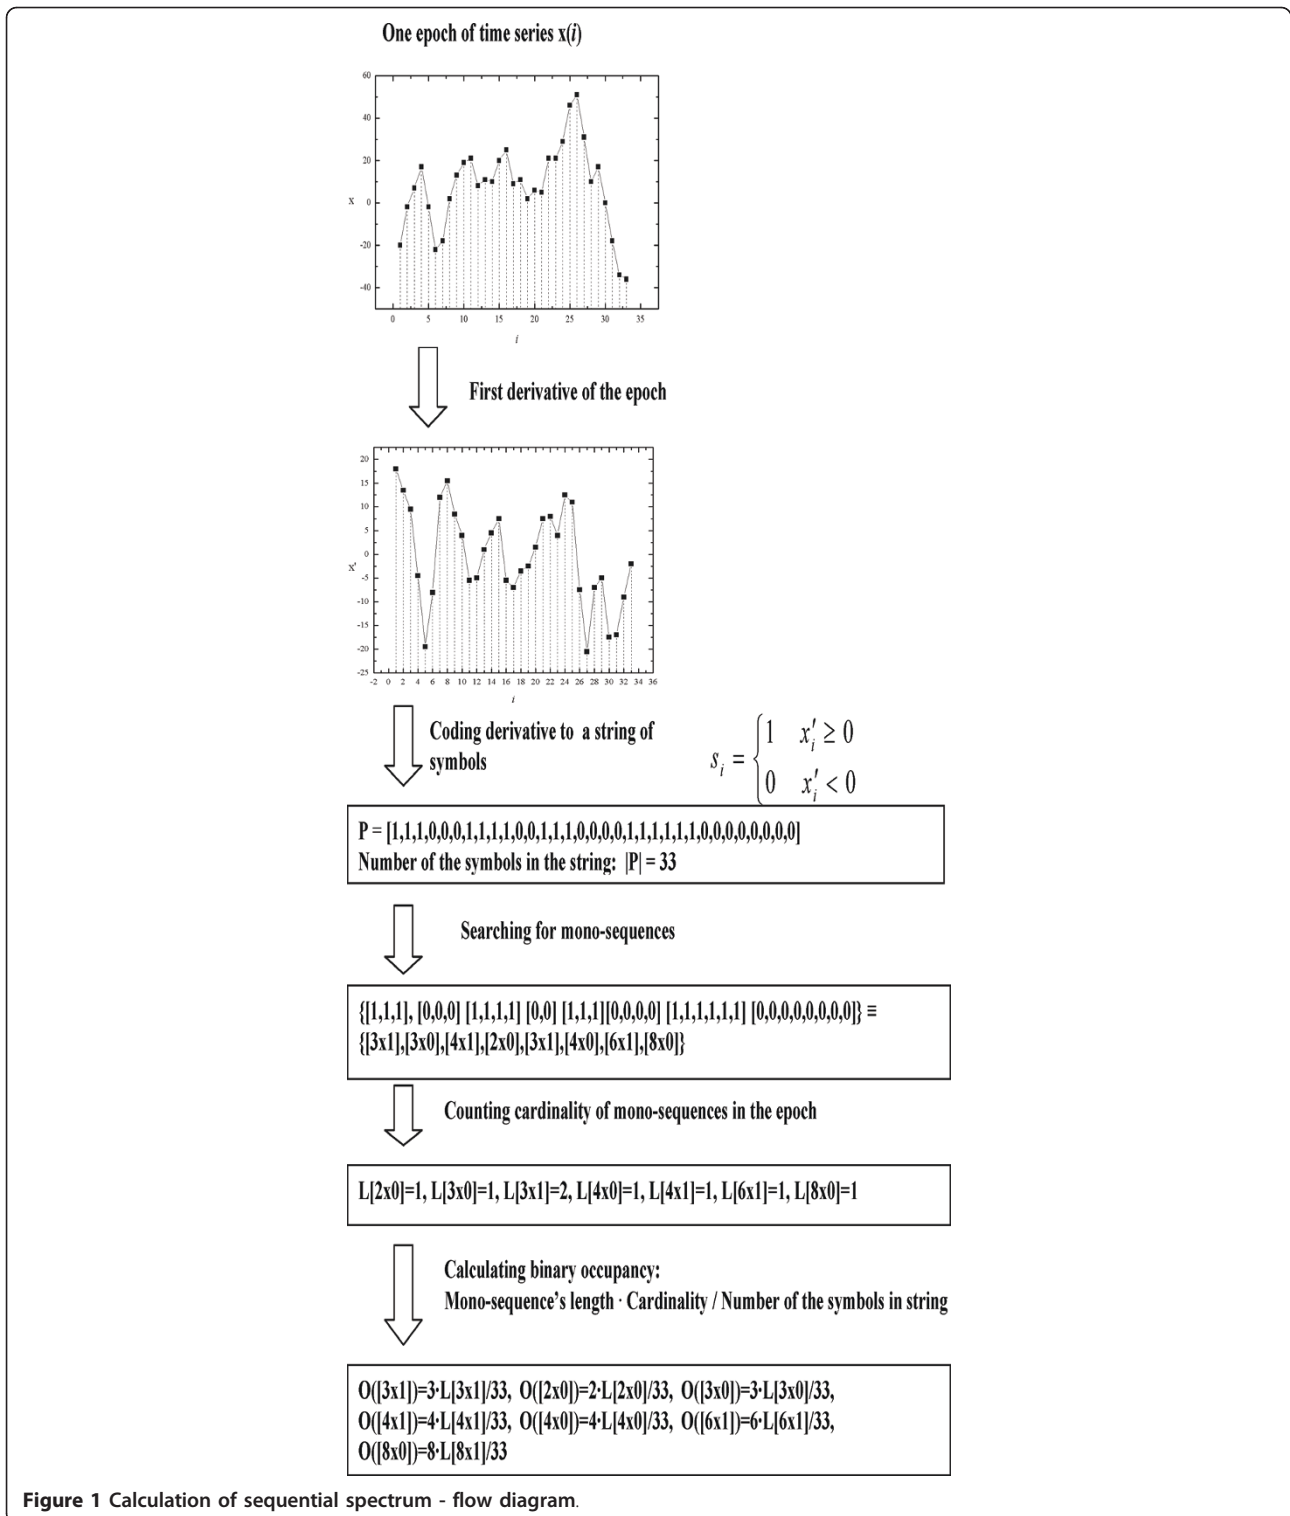 One epoch of time series x(i)
60
40
20
0
-20
-40
x
0 5 10 15 20 25 30 35
i
First derivative of the epoch
20
15
10
5
0
-5
-10
-15
-20
-25
x'
-2 0 2 4 6 8 10 12 14 16 18 20 22 24 26 28 30 32 34 36
i
Coding derivative to a string of
symbols
s_i = { 1 x'_i ≥ 0
0 x'_i < 0
P = [1,1,1,0,0,0,1,1,1,1,0,0,1,1,1,0,0,0,0,1,1,1,1,1,1,0,0,0,0,0,0,0,0]
Number of the symbols in the string: |P| = 33
Searching for mono-sequences
{[1,1,1], [0,0,0] [1,1,1,1] [0,0] [1,1,1][0,0,0,0] [1,1,1,1,1,1] [0,0,0,0,0,0,0,0]} ≡
{[3x1],[3x0],[4x1],[2x0],[3x1],[4x0],[6x1],[8x0]}
Counting cardinality of mono-sequences in the epoch
L[2x0]=1, L[3x0]=1, L[3x1]=2, L[4x0]=1, L[4x1]=1, L[6x1]=1, L[8x0]=1
Calculating binary occupancy:
Mono-sequence's length · Cardinality / Number of the symbols in string
O([3x1])=3·L[3x1]/33, O([2x0])=2·L[2x0]/33, O([3x0])=3·L[3x0]/33,
O([4x1])=4·L[4x1]/33, O([4x0])=4·L[4x0]/33, O([6x1])=6·L[6x1]/33,
O([8x0])=8·L[8x1]/33
Figure 1 Calculation of sequential spectrum - flow diagram.